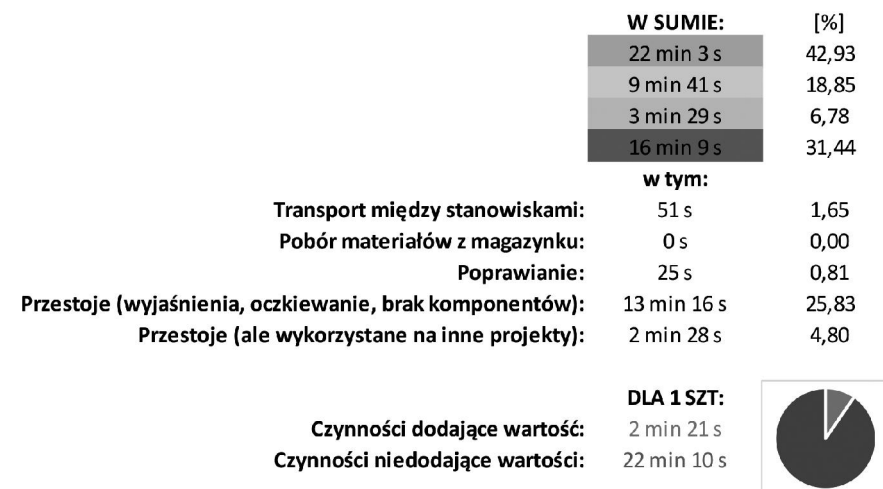 W SUMIE: [%]
22 min 3 s 42,93
9 min 41 s 18,85
3 min 29 s 6,78
16 min 9 s 31,44
w tym:
Transport między stanowiskami: 51 s 1,65
Pobór materiałów z magazynku: 0 s 0,00
Poprawianie: 25 s 0,81
Przestoje (wyjaśnienia, oczkiewanie, brak komponentów): 13 min 16 s 25,83
Przestoje (ale wykorzystane na inne projekty): 2 min 28 s 4,80
DLA 1 SZT:
Czynności dodające wartość: 2 min 21 s
Czynności niedodające wartości: 22 min 10 s